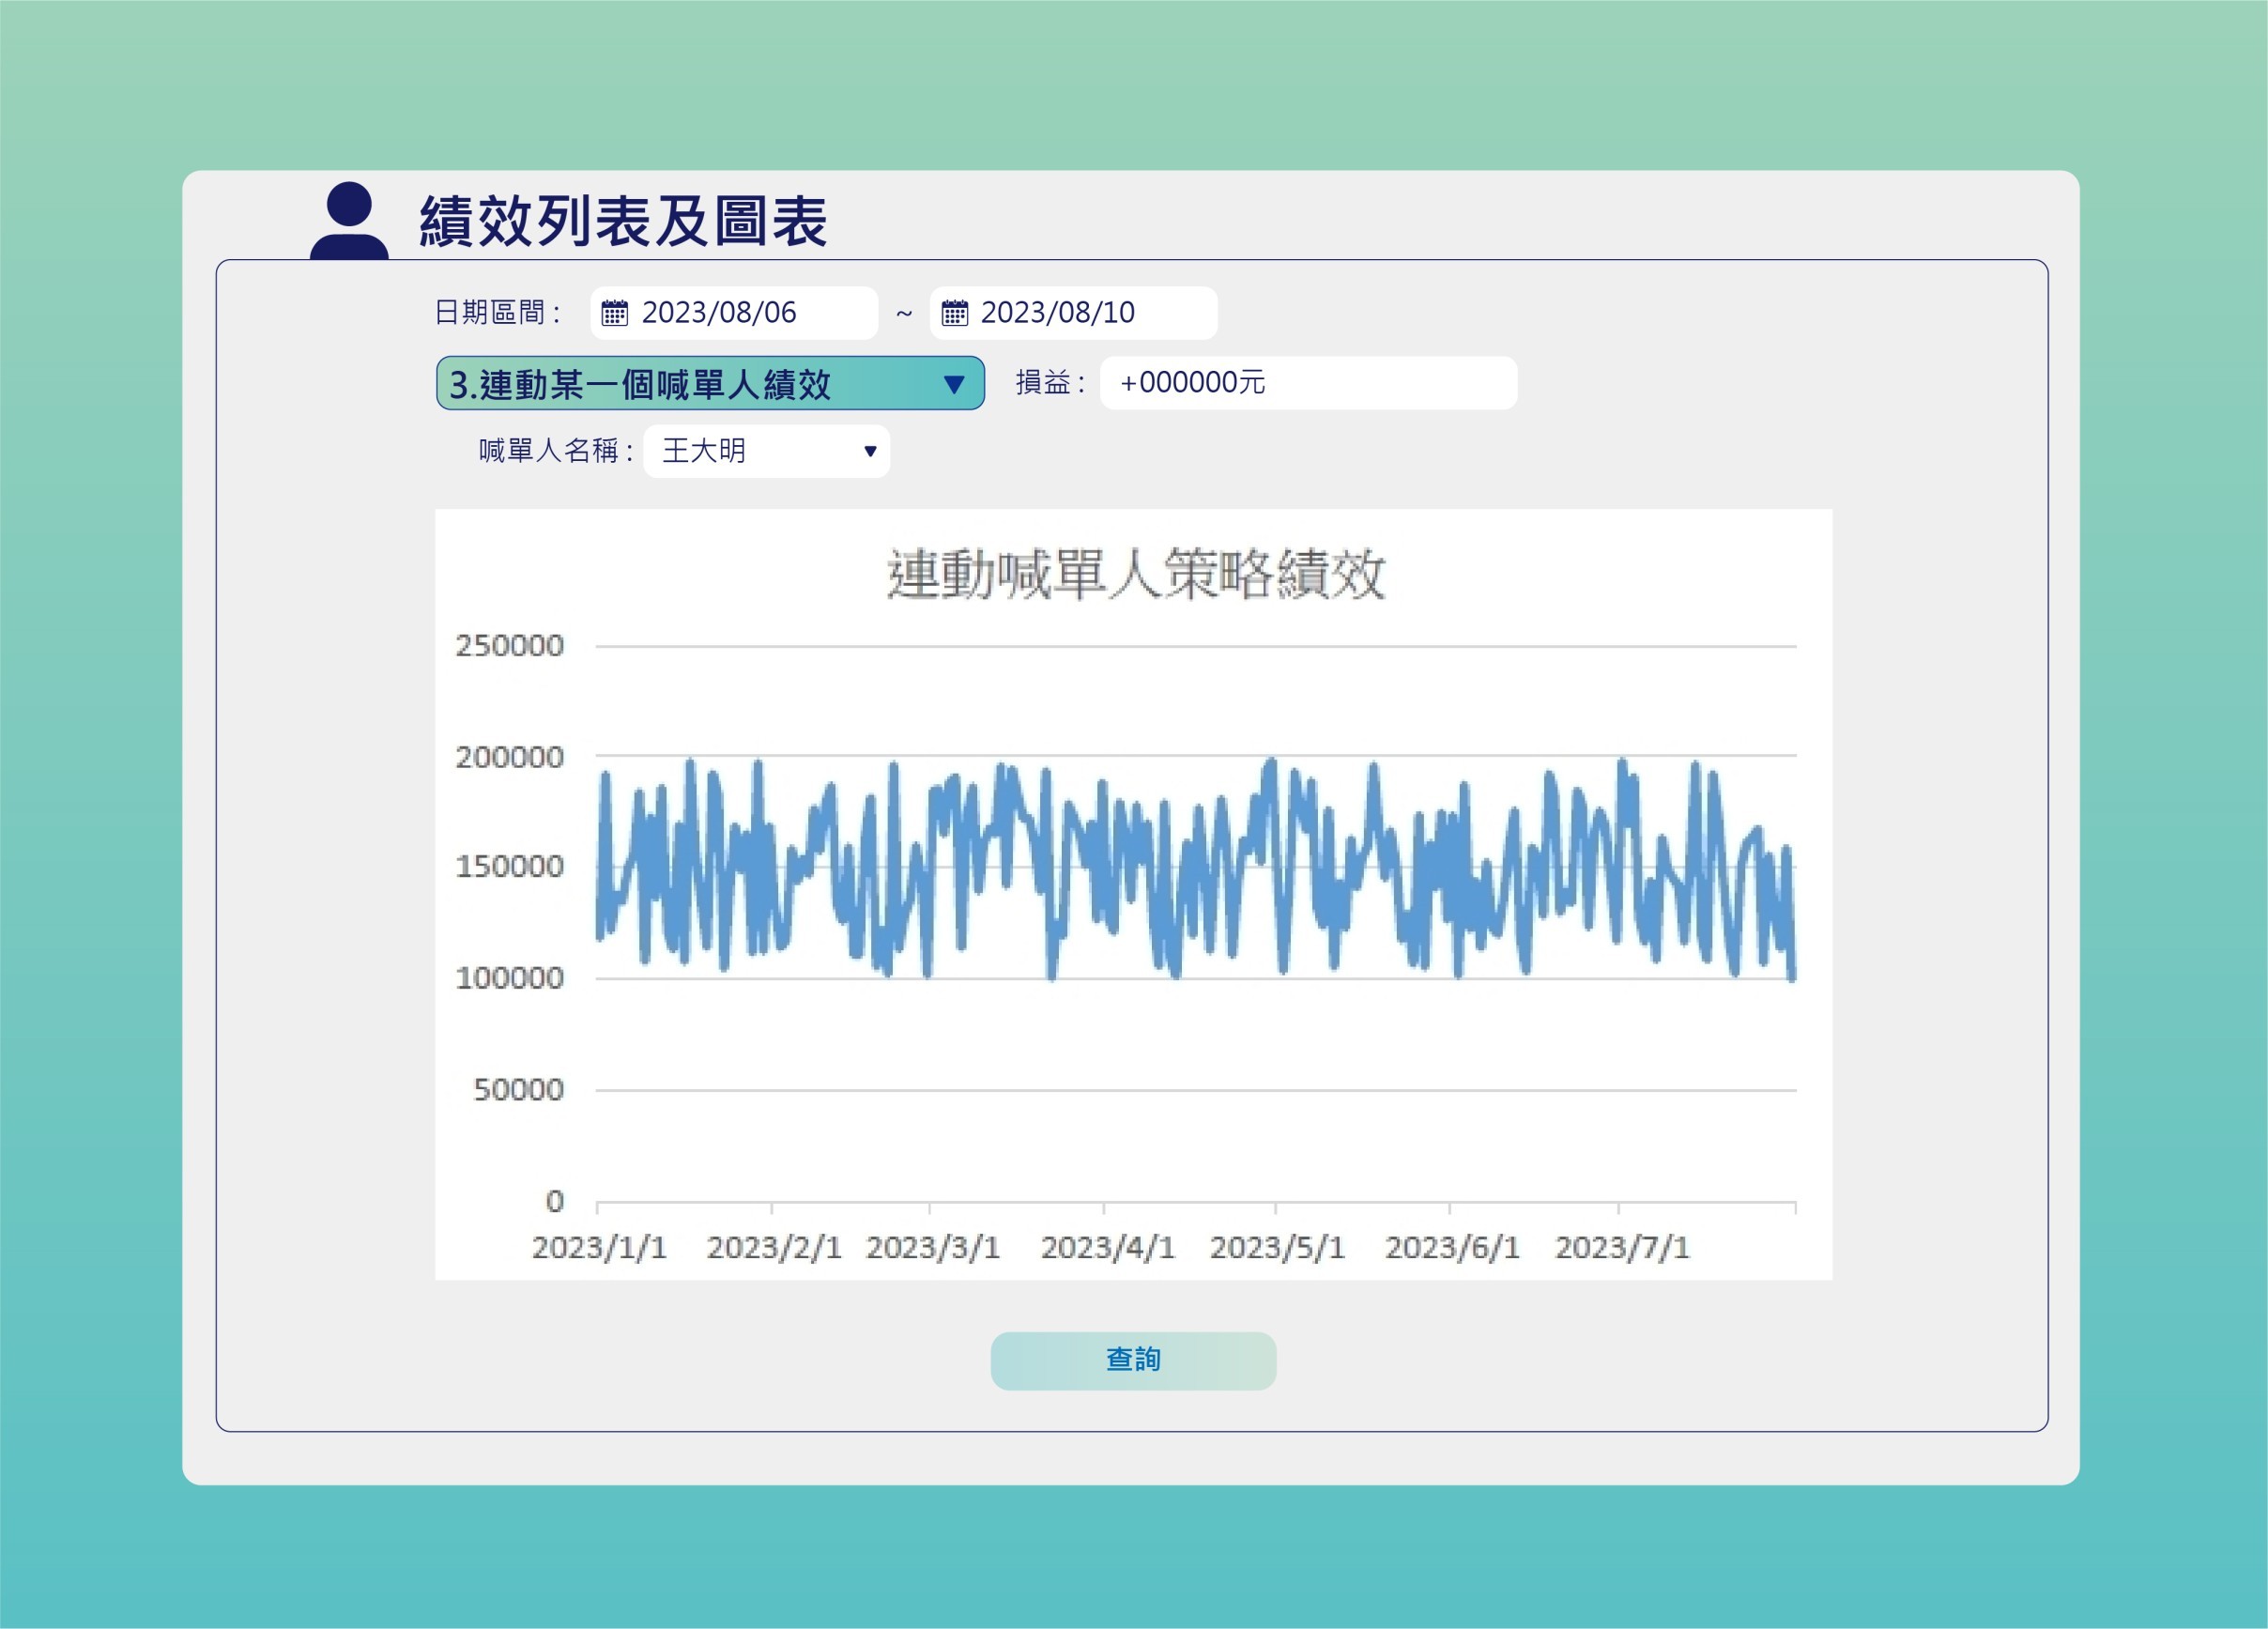 績效列表及圖表
日期區間 : 2023/08/06 ~ 2023/08/10
3.連動某一個喊單人績效 ▼ 損益 : +000000元
喊單人名稱 : 王大明 ▼
連動喊單人策略績效
250000
200000
150000
100000
50000
0
2023/1/1 2023/2/1 2023/3/1 2023/4/1 2023/5/1 2023/6/1 2023/7/1
查詢